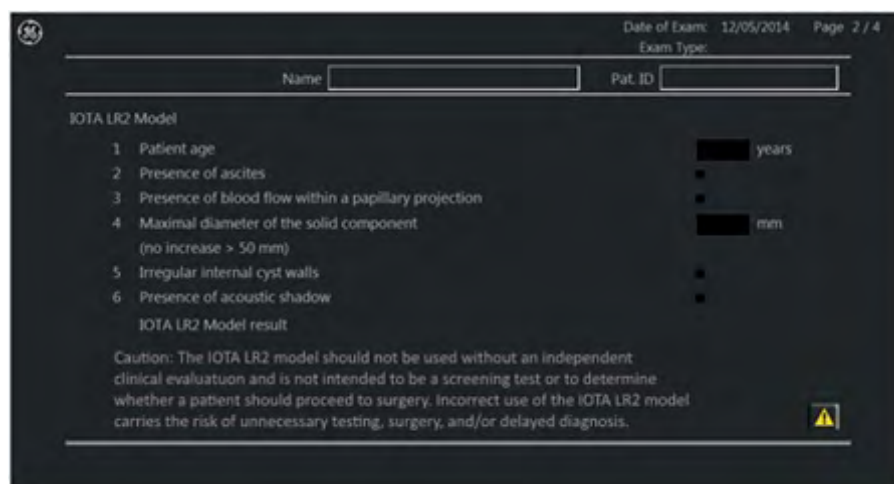 Date of Exam: 12/05/2014 Page 2 / 4
Exam Type:
Name Pat. ID
IOTA LR2 Model
1 Patient age years
2 Presence of ascites
3 Presence of blood flow within a papillary projection
4 Maximal diameter of the solid component mm
(no increase > 50 mm)
5 Irregular internal cyst walls
6 Presence of acoustic shadow
IOTA LR2 Model result
Caution: The IOTA LR2 model should not be used without an independent
clinical evaluatuon and is not intended to be a screening test or to determine
whether a patient should proceed to surgery. Incorrect use of the IOTA LR2 model
carries the risk of unnecessary testing, surgery, and/or delayed diagnosis.